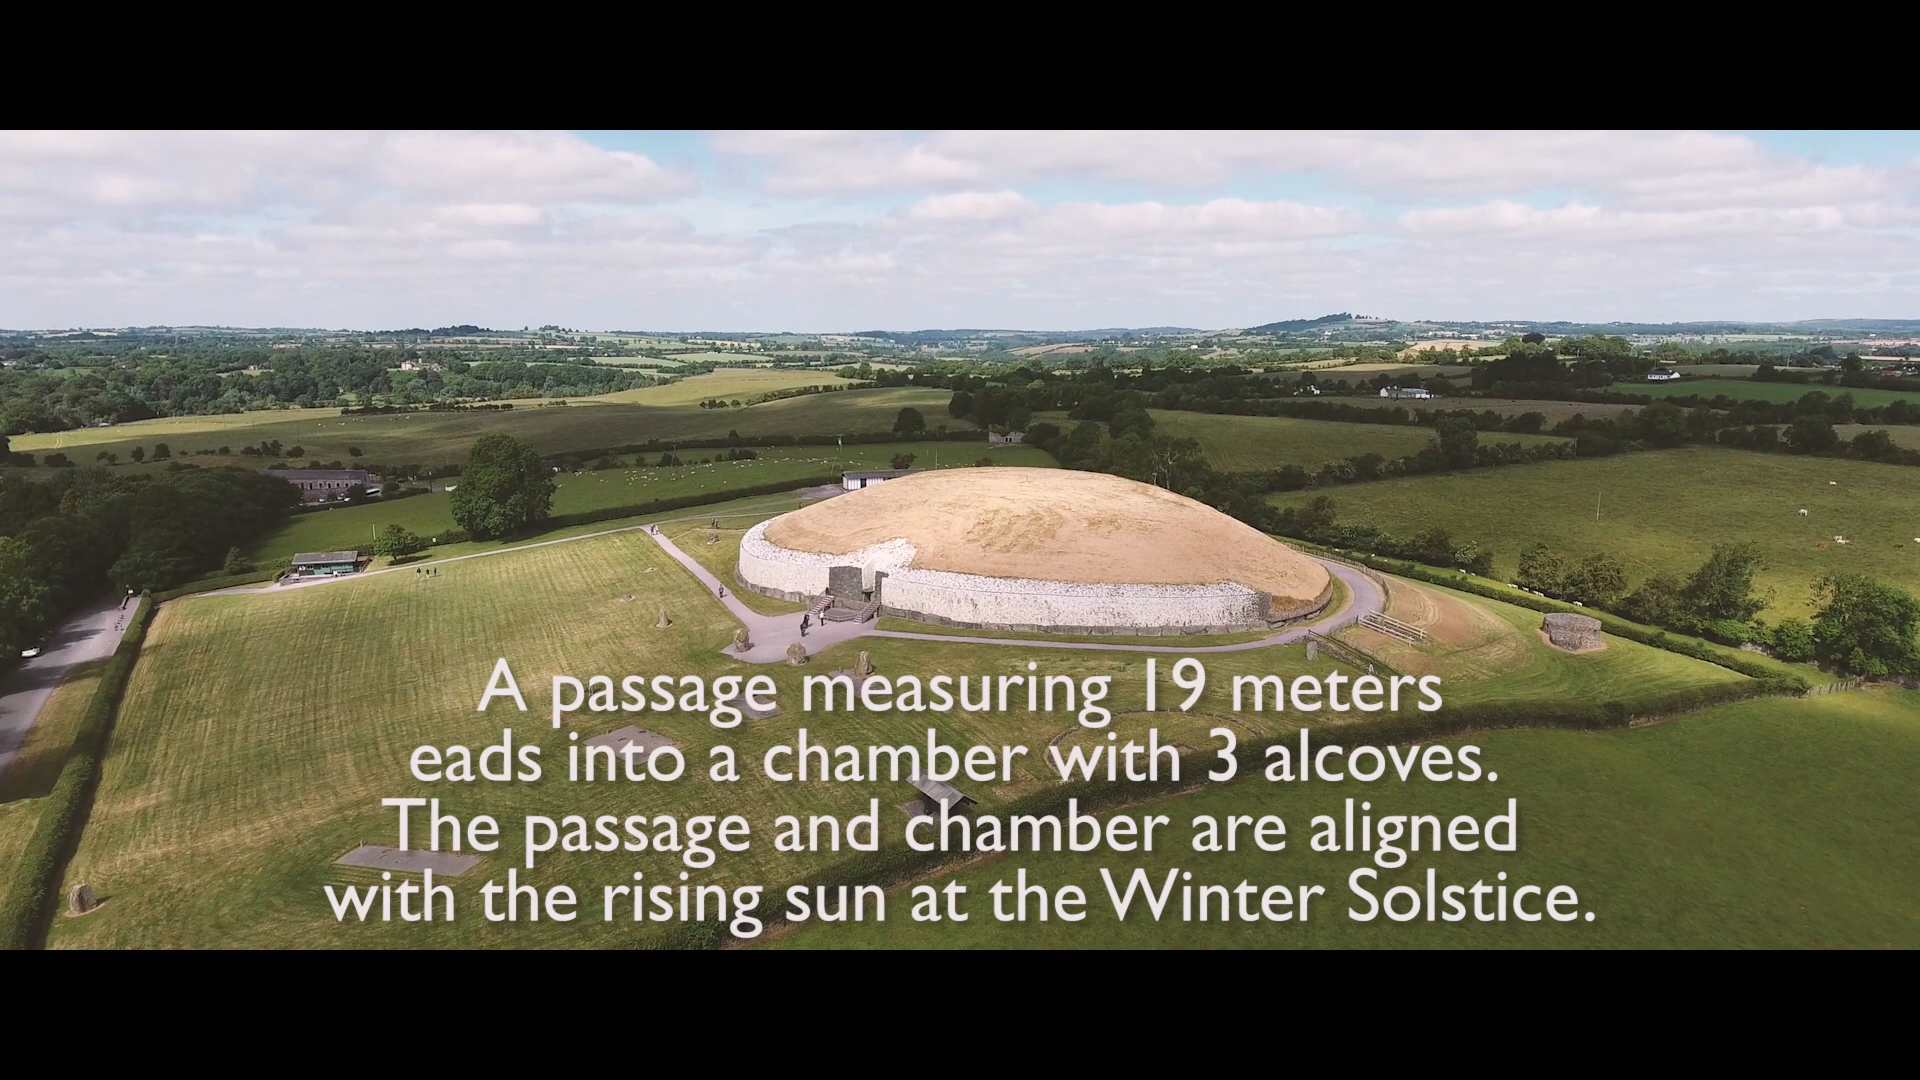 A passage measuring 19 meters
eads into a chamber with 3 alcoves.
The passage and chamber are aligned
with the rising sun at the Winter Solstice.